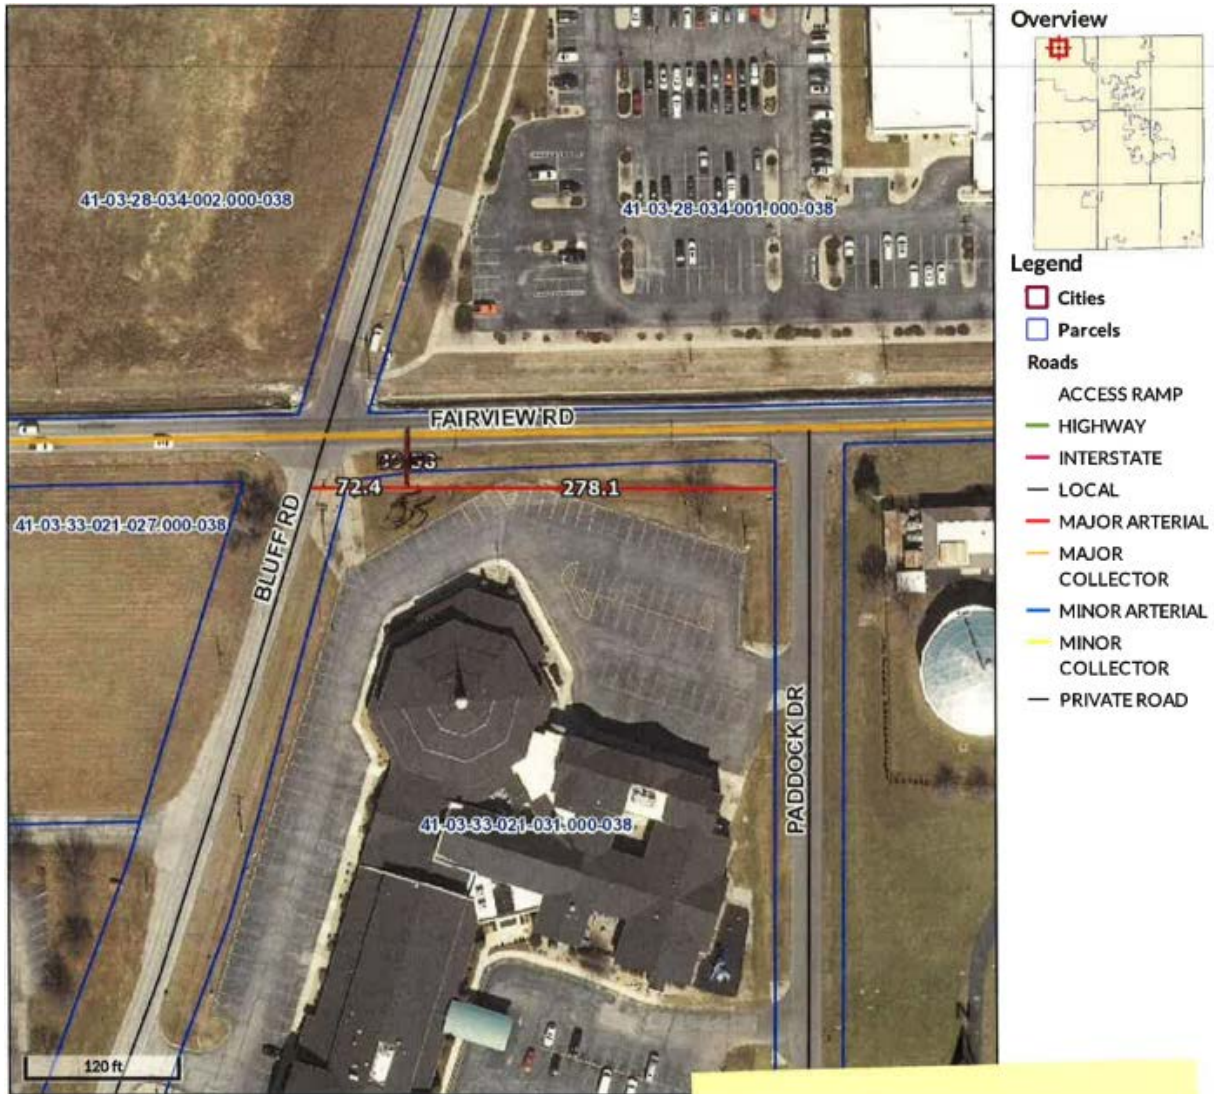 Overview
41-03-28-034-002.000-038
41-03-28-034-001.000-038
Legend
Cities
Parcels
Roads
ACCESS RAMP
HIGHWAY
INTERSTATE
LOCAL
MAJOR ARTERIAL
MAJOR
COLLECTOR
MINOR ARTERIAL
MINOR
COLLECTOR
PRIVATE ROAD
FAIRVIEW RD
72.4
278.1
35
41-03-33-021-027.000-038
BLUFF RD
PADDOCK DR
41-03-33-021-031.000-038
120 ft